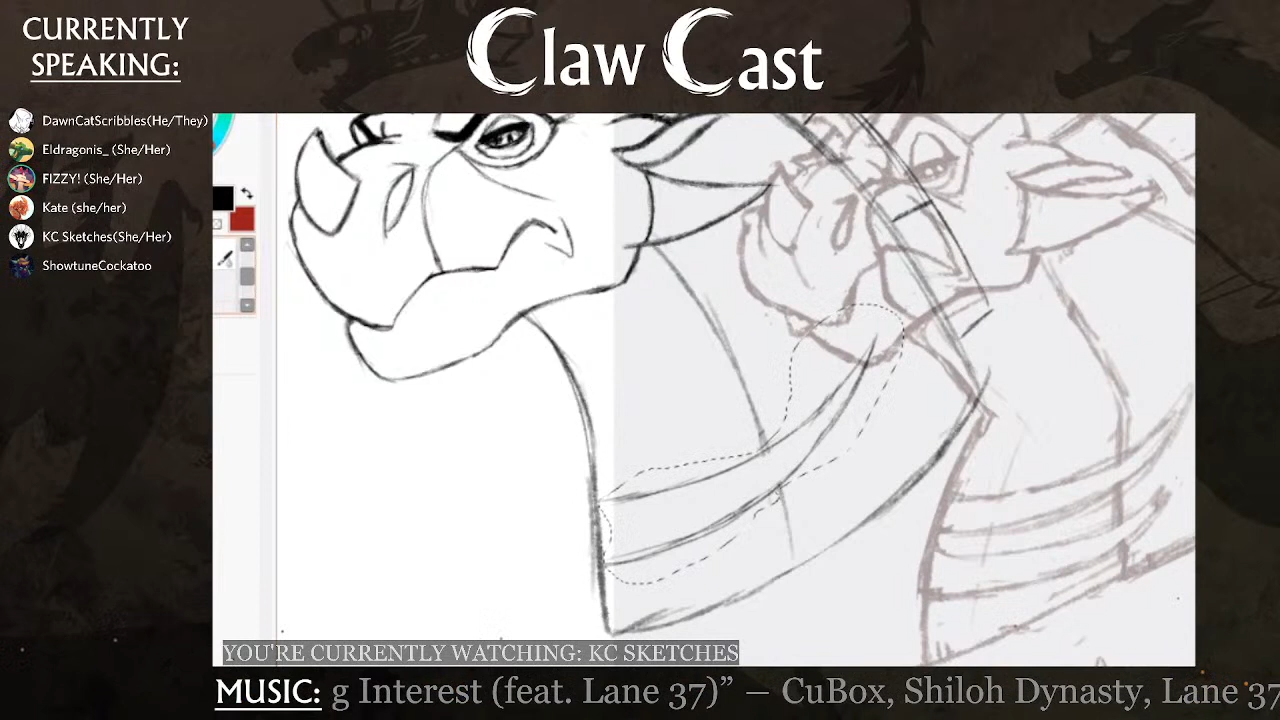 CURRENTLY
SPEAKING:
Claw Cast
DawnCatScribbles(He/They)
Eldragonis_ (She/Her)
FIZZY! (She/Her)
Kate (she/her)
KC Sketches(She/Her)
ShowtuneCockatoo
YOU'RE CURRENTLY WATCHING: KC SKETCHES
MUSIC: g Interest (feat. Lane 37)” — CuBox, Shiloh Dynasty, Lane 37